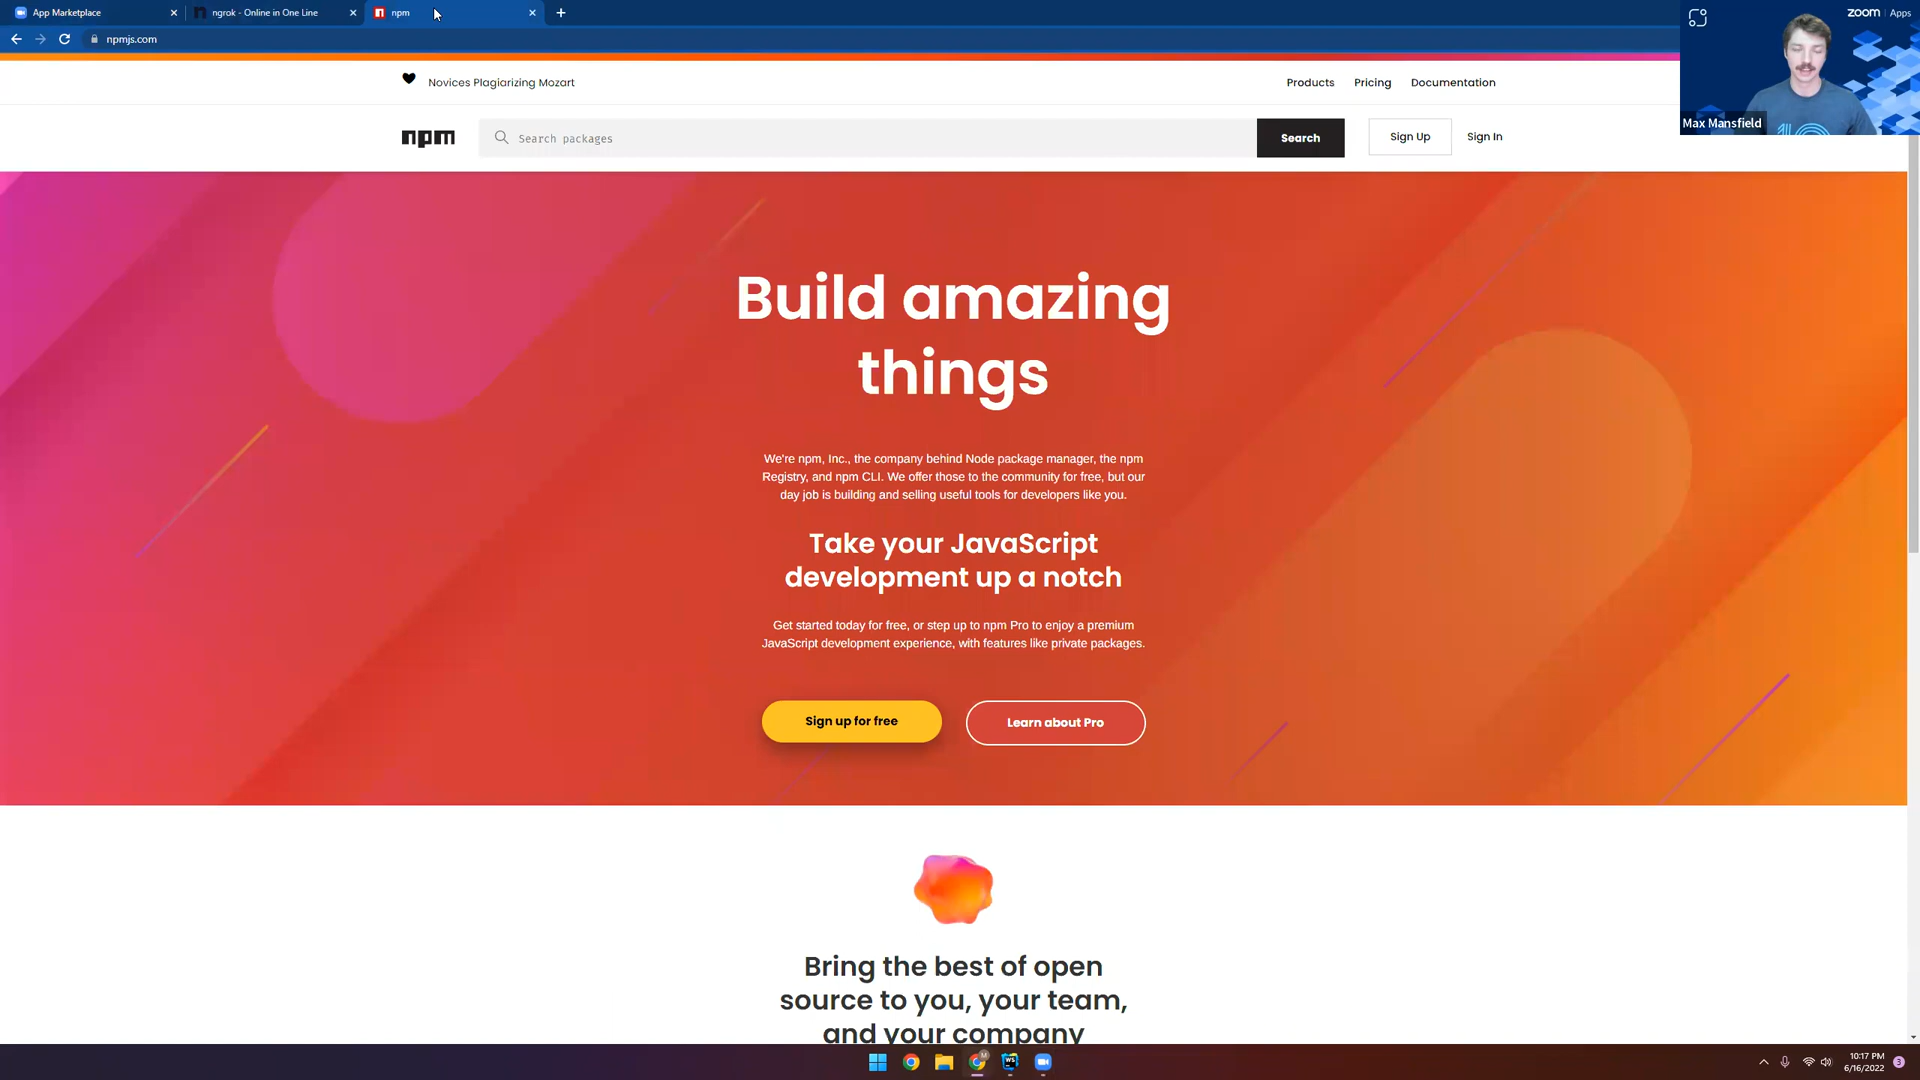 App Marketplace
ngrok - Online in One Line
npm
npmjs.com
zoom | Apps
Max Mansfield
Novices Plagiarizing Mozart
Products
Pricing
Documentation
npm
Search packages
Search
Sign Up
Sign In
Build amazing
things
We're npm, Inc., the company behind Node package manager, the npm
Registry, and npm CLI. We offer those to the community for free, but our
day job is building and selling useful tools for developers like you.
Take your JavaScript
development up a notch
Get started today for free, or step up to npm Pro to enjoy a premium
JavaScript development experience, with features like private packages.
Sign up for free
Learn about Pro
Bring the best of open
source to you, your team,
and your company
M
WS
10:17 PM
6/16/2022
3